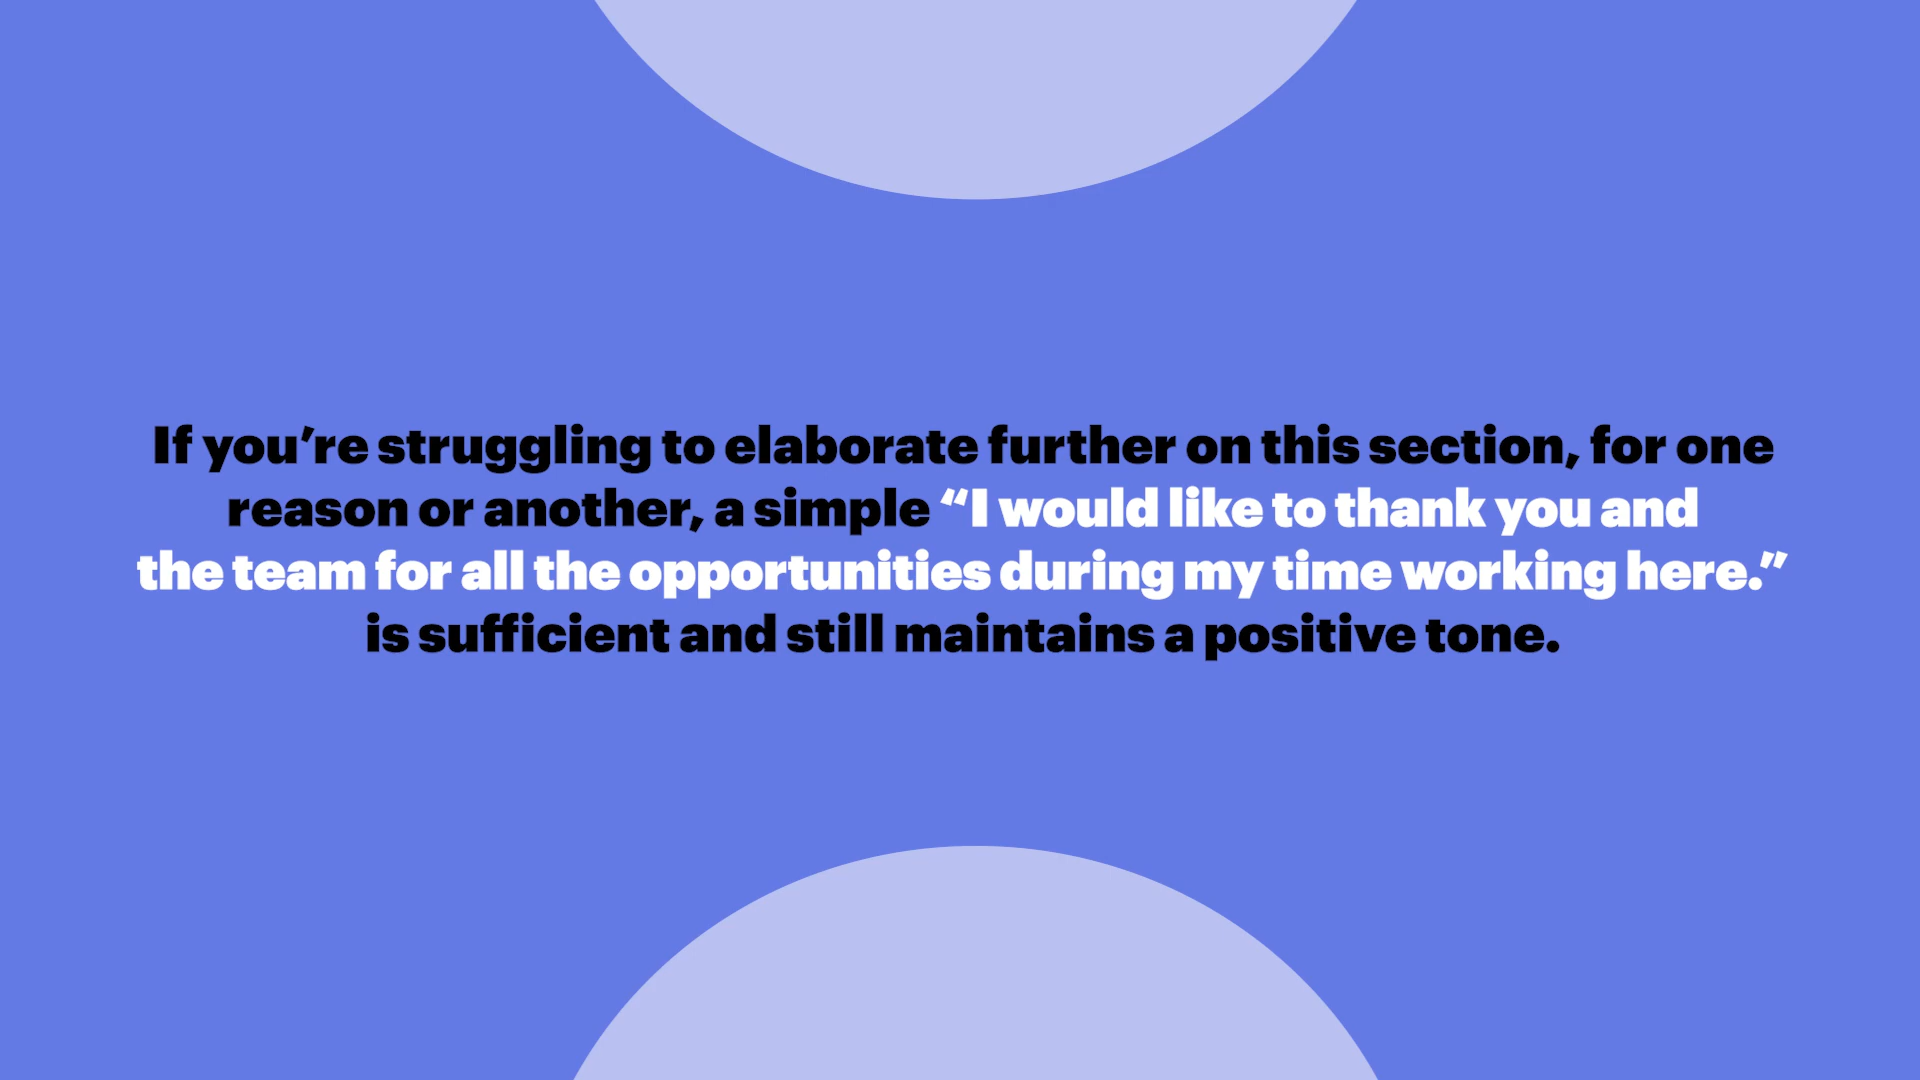 If you’re struggling to elaborate further on this section, for one
reason or another, a simple “I would like to thank you and
the team for all the opportunities during my time working here.”
is sufficient and still maintains a positive tone.